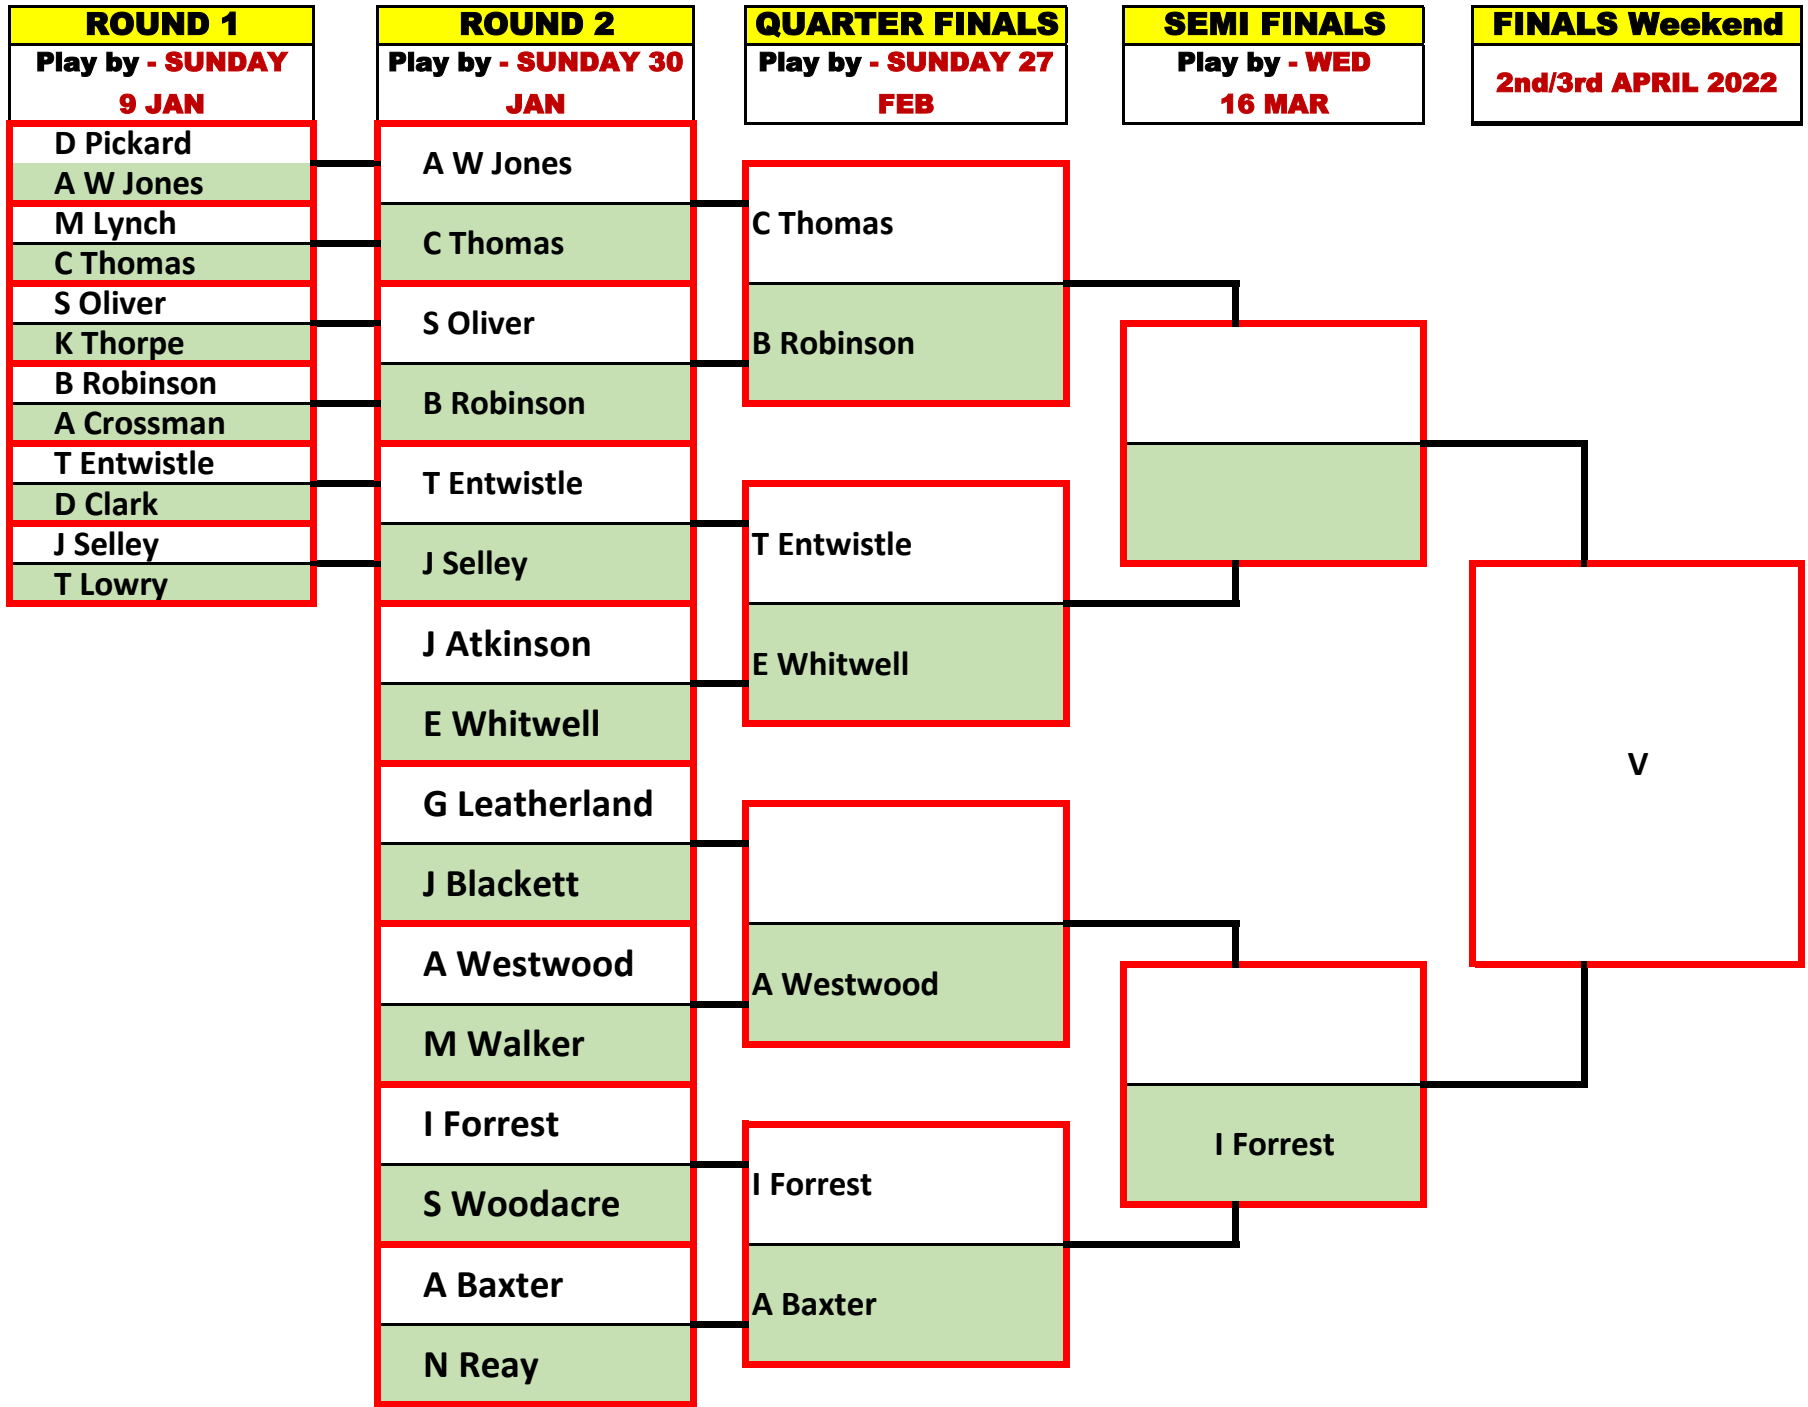 ROUND 1
Play by - SUNDAY
9 JAN
D Pickard
A W Jones
M Lynch
C Thomas
S Oliver
K Thorpe
B Robinson
A Crossman
T Entwistle
D Clark
J Selley
T Lowry
ROUND 2
Play by - SUNDAY 30
JAN
A W Jones
C Thomas
S Oliver
B Robinson
T Entwistle
J Selley
J Atkinson
E Whitwell
G Leatherland
J Blackett
A Westwood
M Walker
I Forrest
S Woodacre
A Baxter
N Reay
QUARTER FINALS
Play by - SUNDAY 27
FEB
C Thomas
B Robinson
T Entwistle
E Whitwell
A Westwood
I Forrest
A Baxter
SEMI FINALS
Play by - WED
16 MAR
I Forrest
FINALS Weekend
2nd/3rd APRIL 2022
V